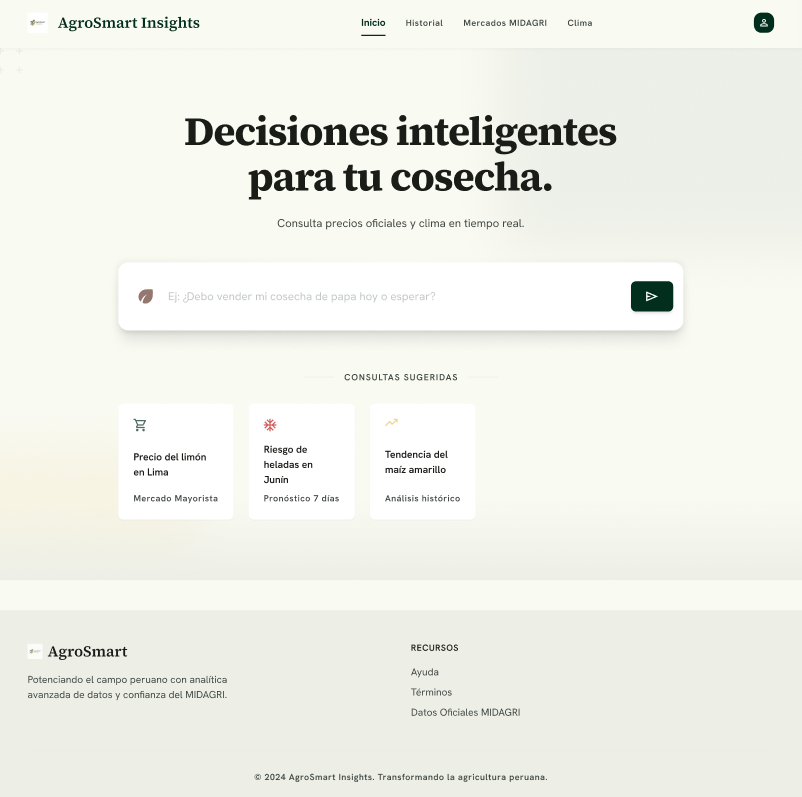 AgroSmart Insights
Inicio
Historial
Mercados MIDAGRI
Clima
Decisiones inteligentes
para tu cosecha.
Consulta precios oficiales y clima en tiempo real.
Ej: ¿Debo vender mi cosecha de papa hoy o esperar?
CONSULTAS SUGERIDAS
Precio del limón
en Lima
Mercado Mayorista
Riesgo de
heladas en
Junín
Pronóstico 7 días
Tendencia del
maíz amarillo
Análisis histórico
AgroSmart
Potenciando el campo peruano con analítica
avanzada de datos y confianza del MIDAGRI.
RECURSOS
Ayuda
Términos
Datos Oficiales MIDAGRI
© 2024 AgroSmart Insights. Transformando la agricultura peruana.